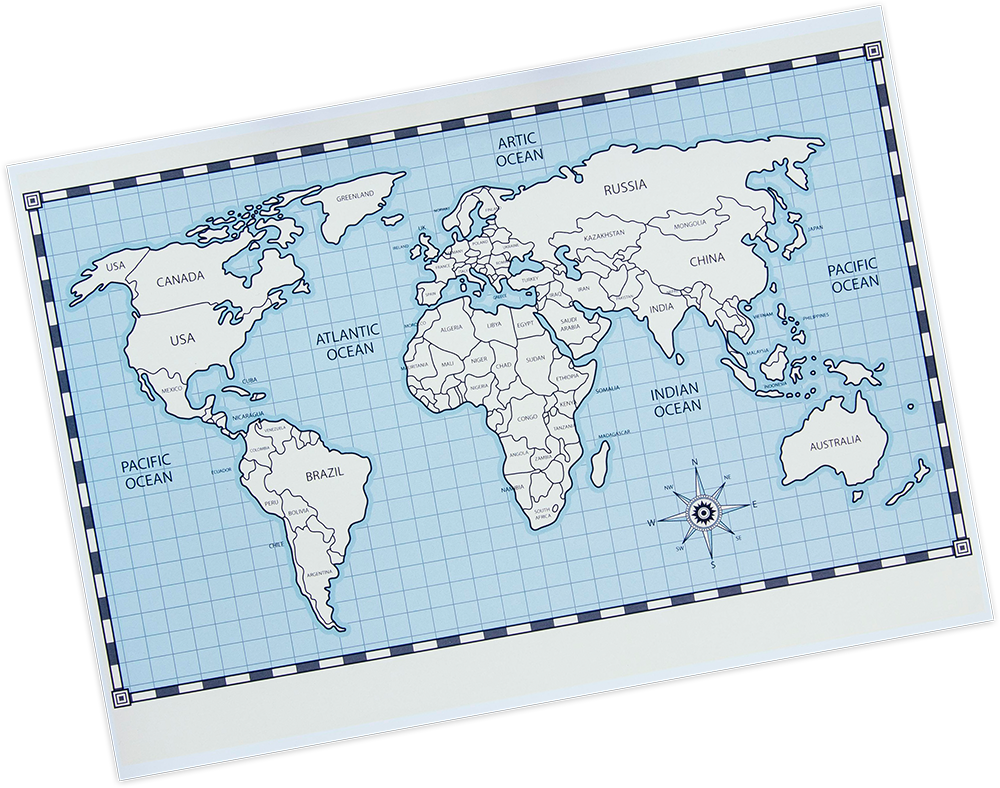 ARTIC
OCEAN
GREENLAND
RUSSIA
USA
CANADA
NORWAY
UK
IRELAND
POLAND
UKRAINE
FRANCE
SPAIN
GREECE
TURKEY
KAZAKHSTAN
MONGOLIA
CHINA
JAPAN
PACIFIC
OCEAN
USA
ATLANTIC
OCEAN
MOROCCO
ALGERIA
LIBYA
EGYPT
IRAQ
IRAN
SAUDI
ARABIA
PAKISTAN
INDIA
VIETNAM
PHILIPPINES
MALAYSIA
INDONESIA
MEXICO
CUBA
NICARAGUA
MAURITANIA
MALI
NIGER
CHAD
SUDAN
NIGERIA
ETHIOPIA
SOMALIA
KENYA
CONGO
TANZANIA
INDIAN
OCEAN
VENEZUELA
COLOMBIA
ECUADOR
PACIFIC
OCEAN
BRAZIL
PERU
BOLIVIA
CHILE
ARGENTINA
ANGOLA
ZAMBIA
MADAGASCAR
NAMIBIA
SOUTH
AFRICA
AUSTRALIA
N
NE
E
SE
S
SW
W
NW